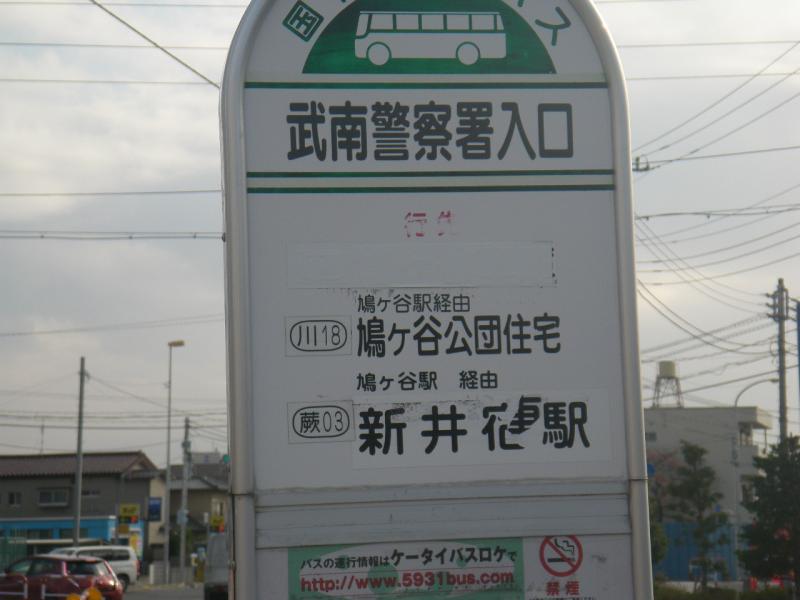 国 ス
武南警察署入口
行先
鳩ヶ谷駅経由
川18 鳩ヶ谷公団住宅
鳩ヶ谷駅 経由
蕨03 新井宿駅
バスの運行情報はケータイバスロケで
http://www.5931bus.com
禁煙